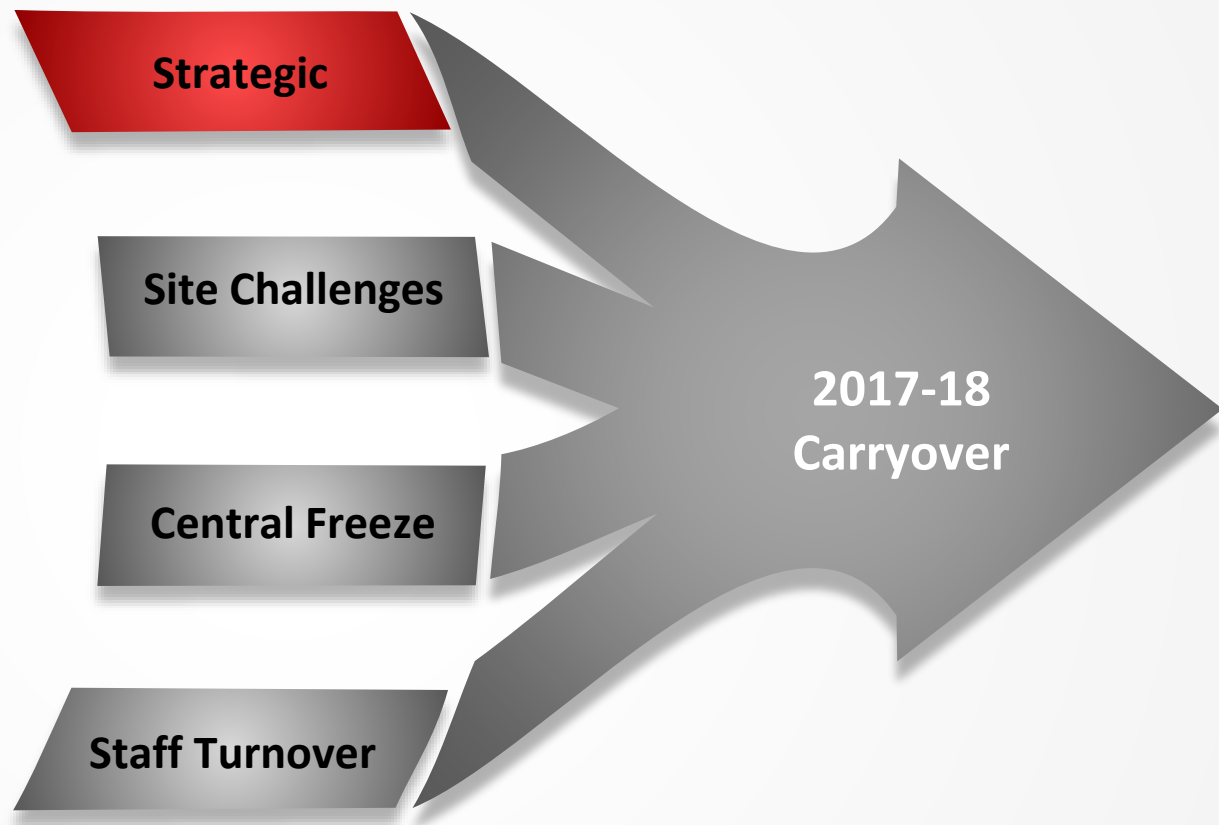 Strategic
Site Challenges
Central Freeze
Staff Turnover
2017-18
Carryover